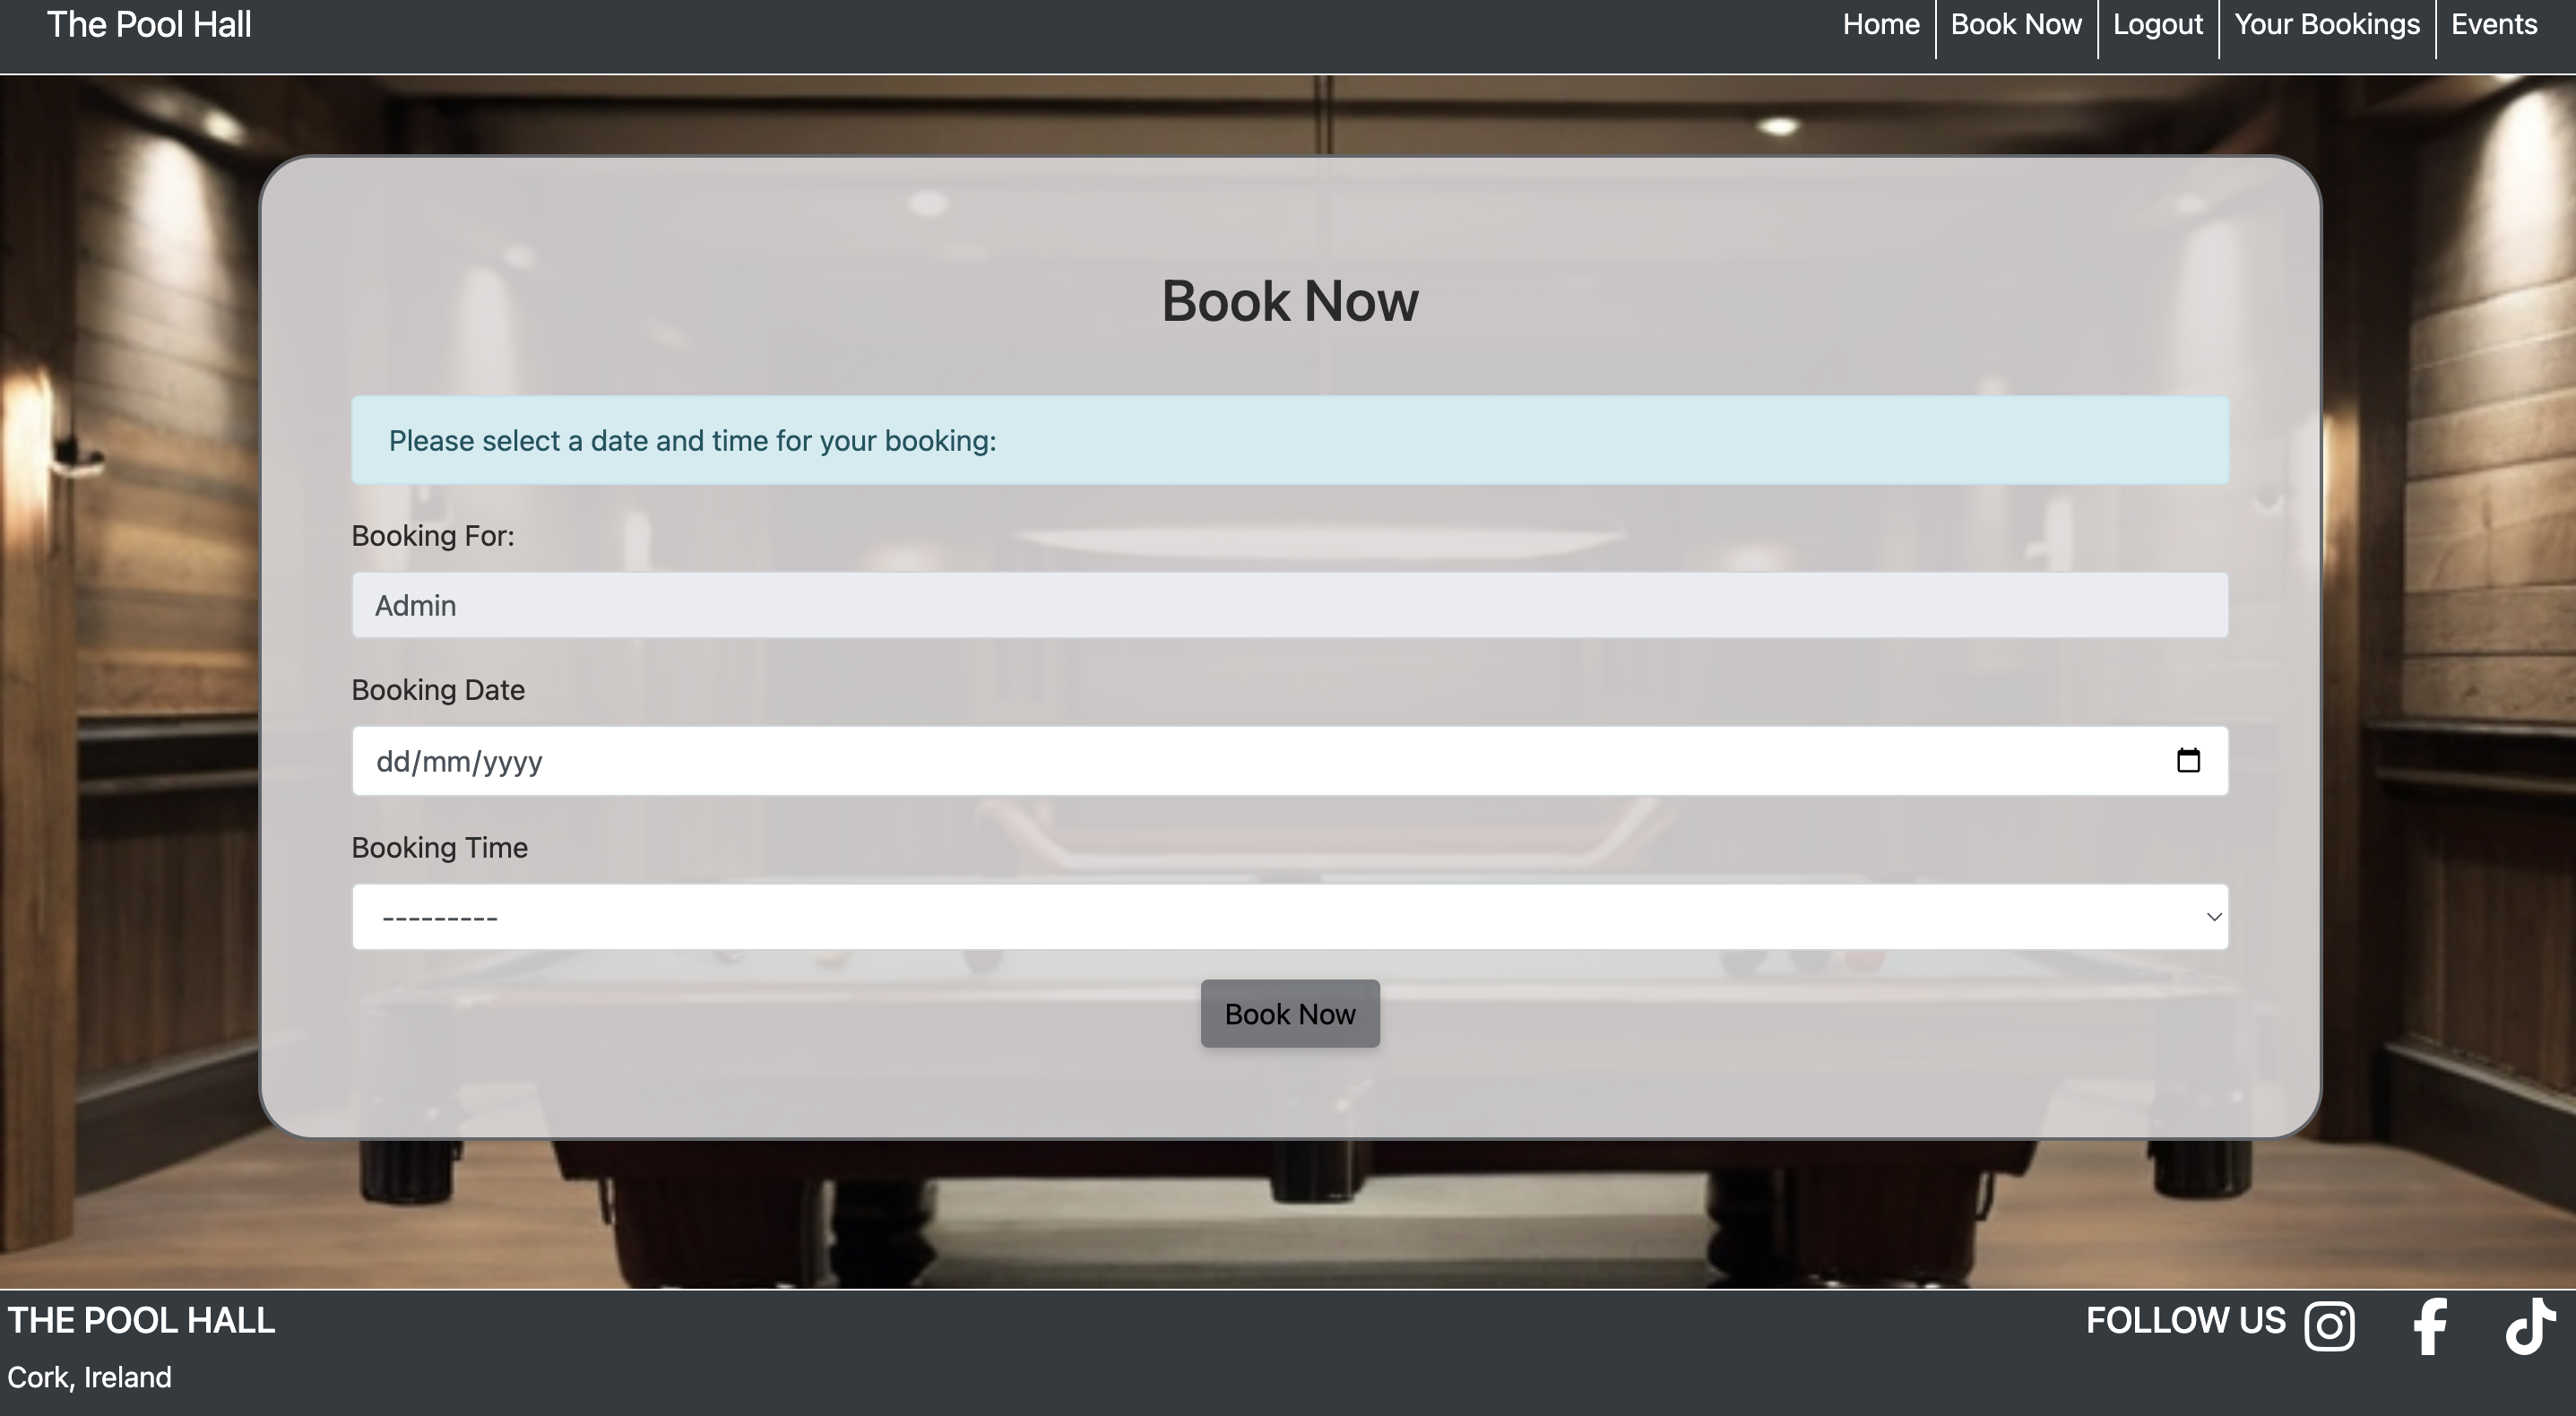 The Pool Hall
Home
Book Now
Logout
Your Bookings
Events
Book Now
Please select a date and time for your booking:
Booking For:
Admin
Booking Date
dd/mm/yyyy
Booking Time
---------
Book Now
THE POOL HALL
FOLLOW US
Cork, Ireland